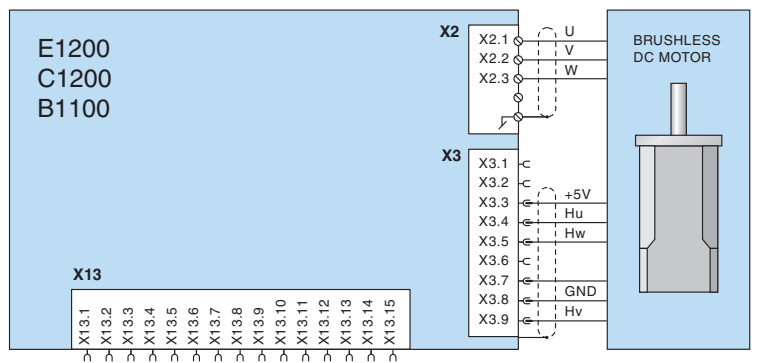 E1200
C1200
B1100
X2
X2.1
X2.2
X2.3
U
V
W
BRUSHLESS
DC MOTOR
X3
X3.1
X3.2
X3.3
X3.4
X3.5
X3.6
X3.7
X3.8
X3.9
+5V
Hu
Hw
GND
Hv
X13
X13.1
X13.2
X13.3
X13.4
X13.5
X13.6
X13.7
X13.8
X13.9
X13.10
X13.11
X13.12
X13.13
X13.14
X13.15